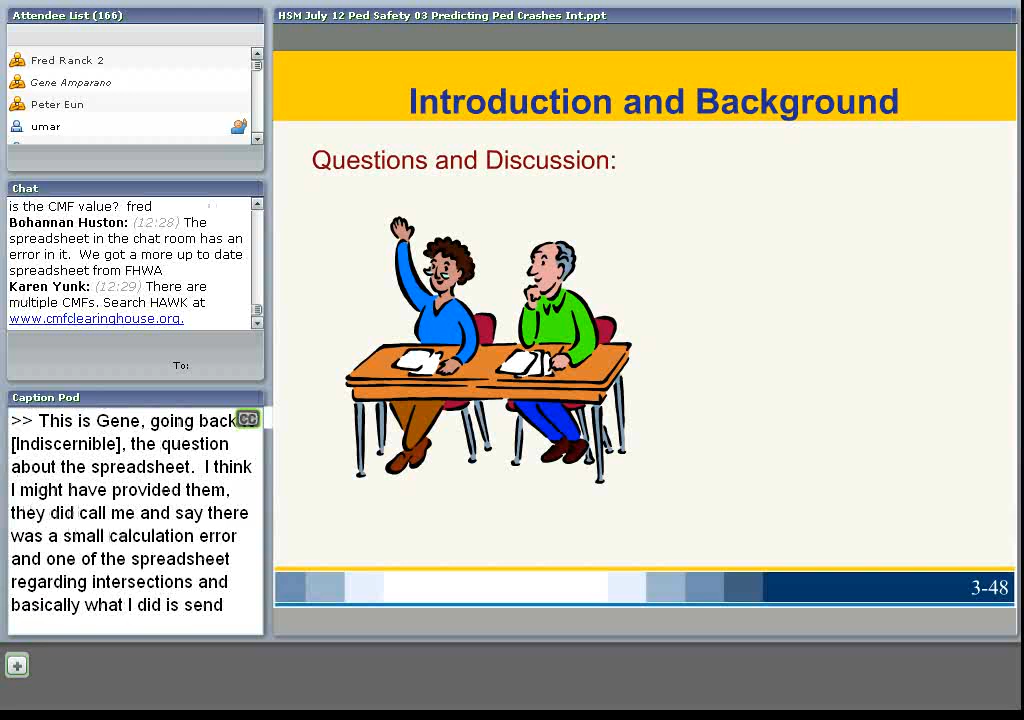 Attendee List (166)
Fred Ranck 2
Gene Amparano
Peter Eun
umar
Chat
is the CMF value?  fred
Bohannan Huston: (12:28) The
spreadsheet in the chat room has an
error in it.  We got a more up to date
spreadsheet from FHWA
Karen Yunk: (12:29) There are
multiple CMFs. Search HAWK at
www.cmfclearinghouse.org.
To:
Caption Pod
>> This is Gene, going back
[Indiscernible], the question
about the spreadsheet.  I think
I might have provided them,
they did call me and say there
was a small calculation error
and one of the spreadsheet
regarding intersections and
basically what I did is send
CC
HSM July 12 Ped Safety 03 Predicting Ped Crashes Int.ppt
Introduction and Background
Questions and Discussion:
3-48